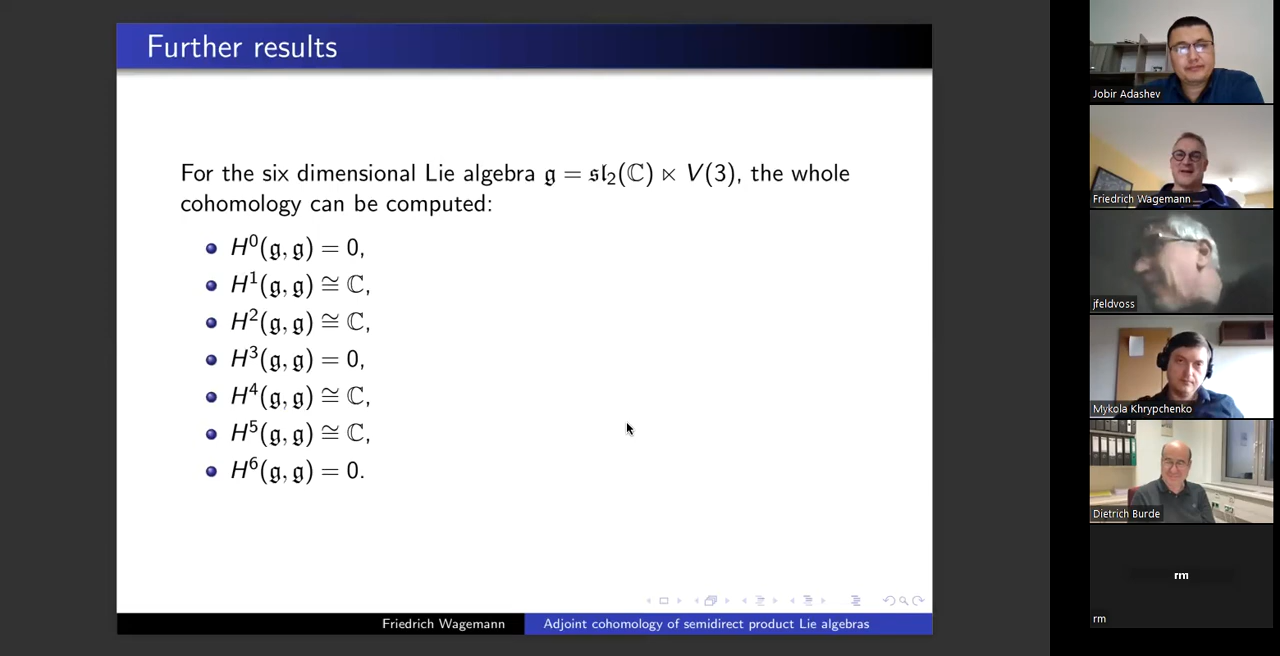 Further results
For the six dimensional Lie algebra 𝔤 = 𝔰𝔩₂(ℂ) ⋉ V(3), the whole
cohomology can be computed:
H⁰(𝔤, 𝔤) = 0,
H¹(𝔤, 𝔤) ≅ ℂ,
H²(𝔤, 𝔤) ≅ ℂ,
H³(𝔤, 𝔤) = 0,
H⁴(𝔤, 𝔤) ≅ ℂ,
H⁵(𝔤, 𝔤) ≅ ℂ,
H⁶(𝔤, 𝔤) = 0.
Friedrich Wagemann
Adjoint cohomology of semidirect product Lie algebras
Jobir Adashev
Friedrich Wagemann
jfeldvoss
Mykola Khrypchenko
Dietrich Burde
rm
rm